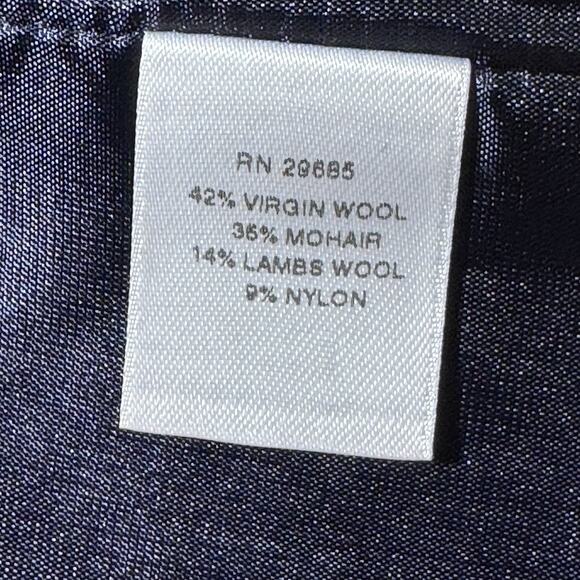 RN 29685
42% VIRGIN WOOL
35% MOHAIR
14% LAMBS WOOL
9% NYLON